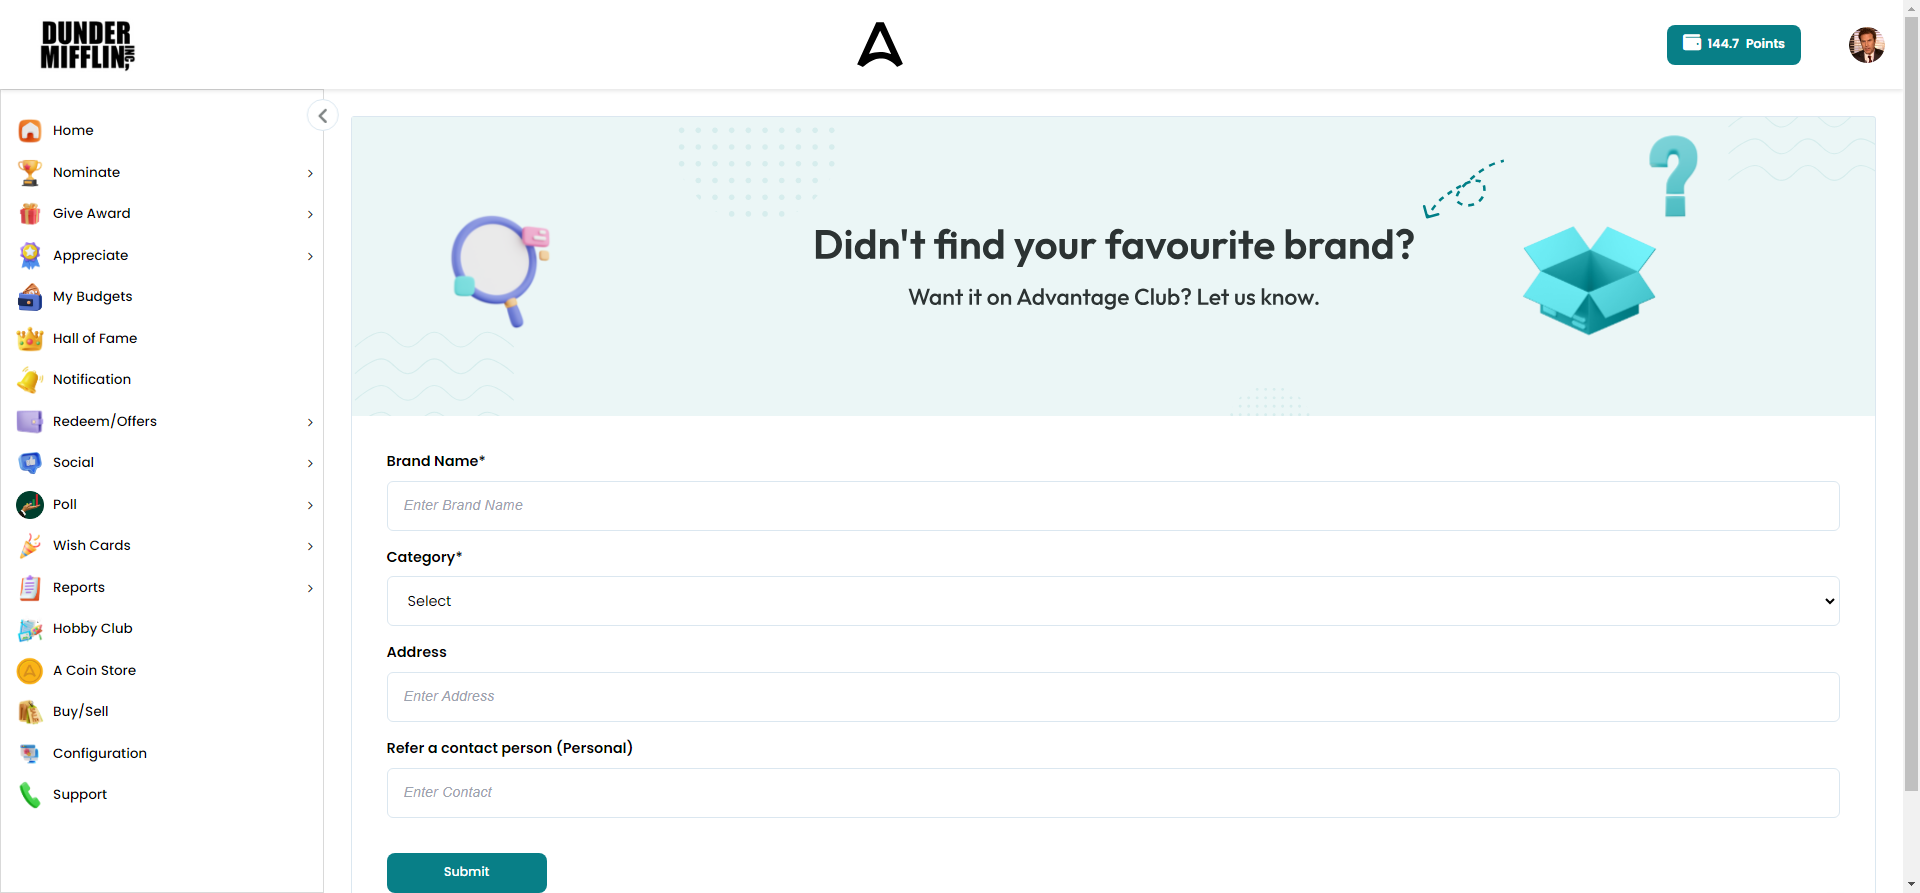 DUNDER
MIFFLIN, INC
144.7 Points
Home
Nominate
Give Award
Appreciate
My Budgets
Hall of Fame
Notification
Redeem/Offers
Social
Poll
Wish Cards
Reports
Hobby Club
A Coin Store
Buy/Sell
Configuration
Support
Didn't find your favourite brand?
Want it on Advantage Club? Let us know.
Brand Name*
Enter Brand Name
Category*
Select
Address
Enter Address
Refer a contact person (Personal)
Enter Contact
Submit